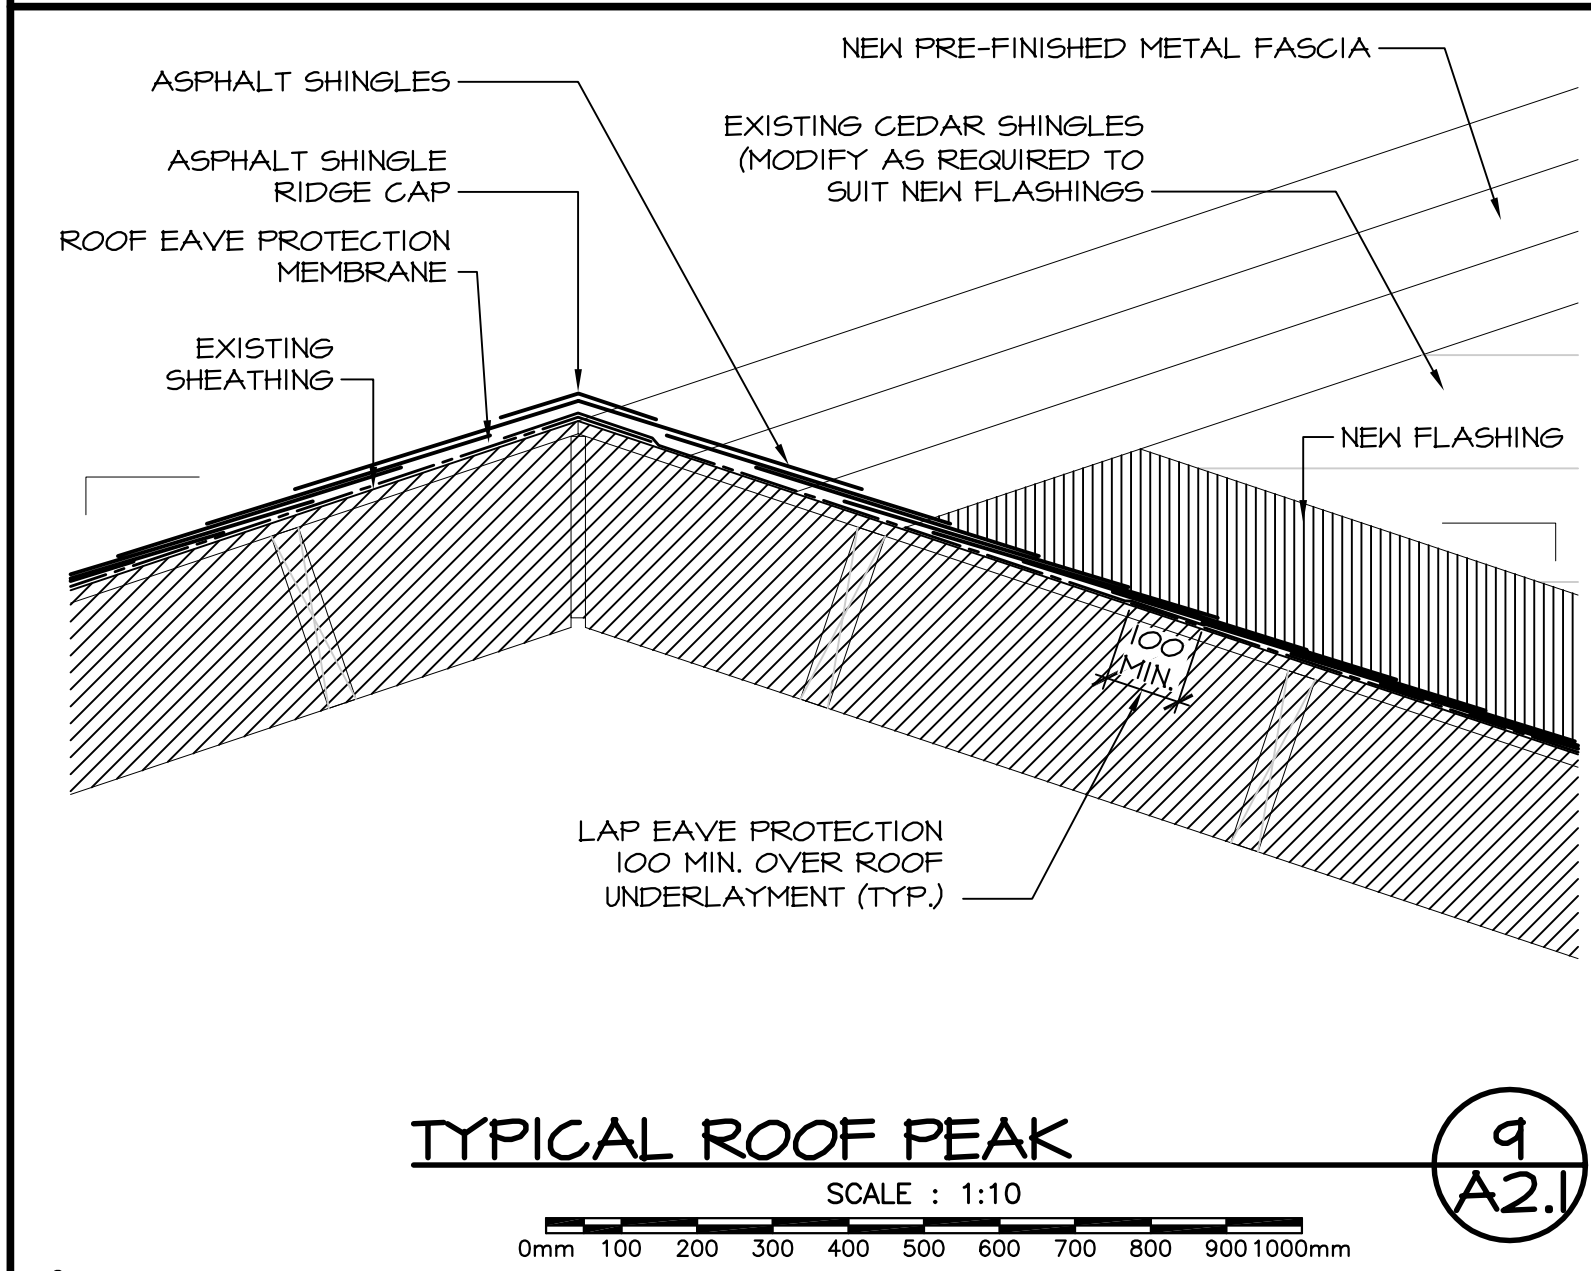 NEW PRE-FINISHED METAL FASCIA
ASPHALT SHINGLES
EXISTING CEDAR SHINGLES
(MODIFY AS REQUIRED TO
SUIT NEW FLASHINGS
ASPHALT SHINGLE
RIDGE CAP
ROOF EAVE PROTECTION
MEMBRANE
EXISTING
SHEATHING
NEW FLASHING
100
MIN.
LAP EAVE PROTECTION
100 MIN. OVER ROOF
UNDERLAYMENT (TYP.)
TYPICAL ROOF PEAK
9
A2.1
SCALE : 1:10
0mm 100 200 300 400 500 600 700 800 900 1000mm